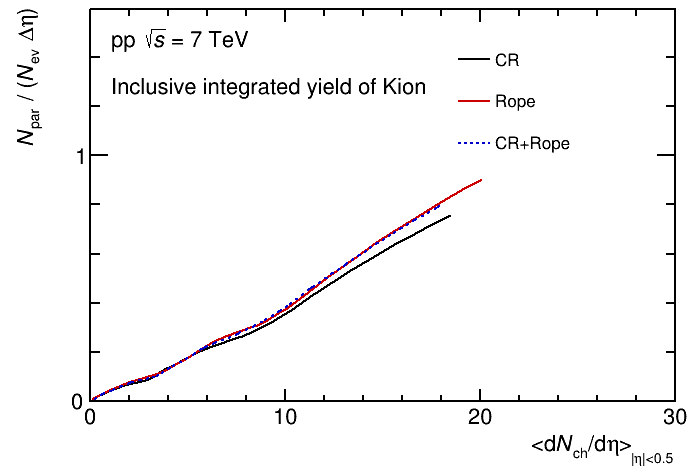 N_par / (N_ev Δη)
pp √s = 7 TeV
Inclusive integrated yield of Kion
CR
Rope
CR+Rope
1
0
0 10 20 30
<dN_ch/dη>_|η|<0.5